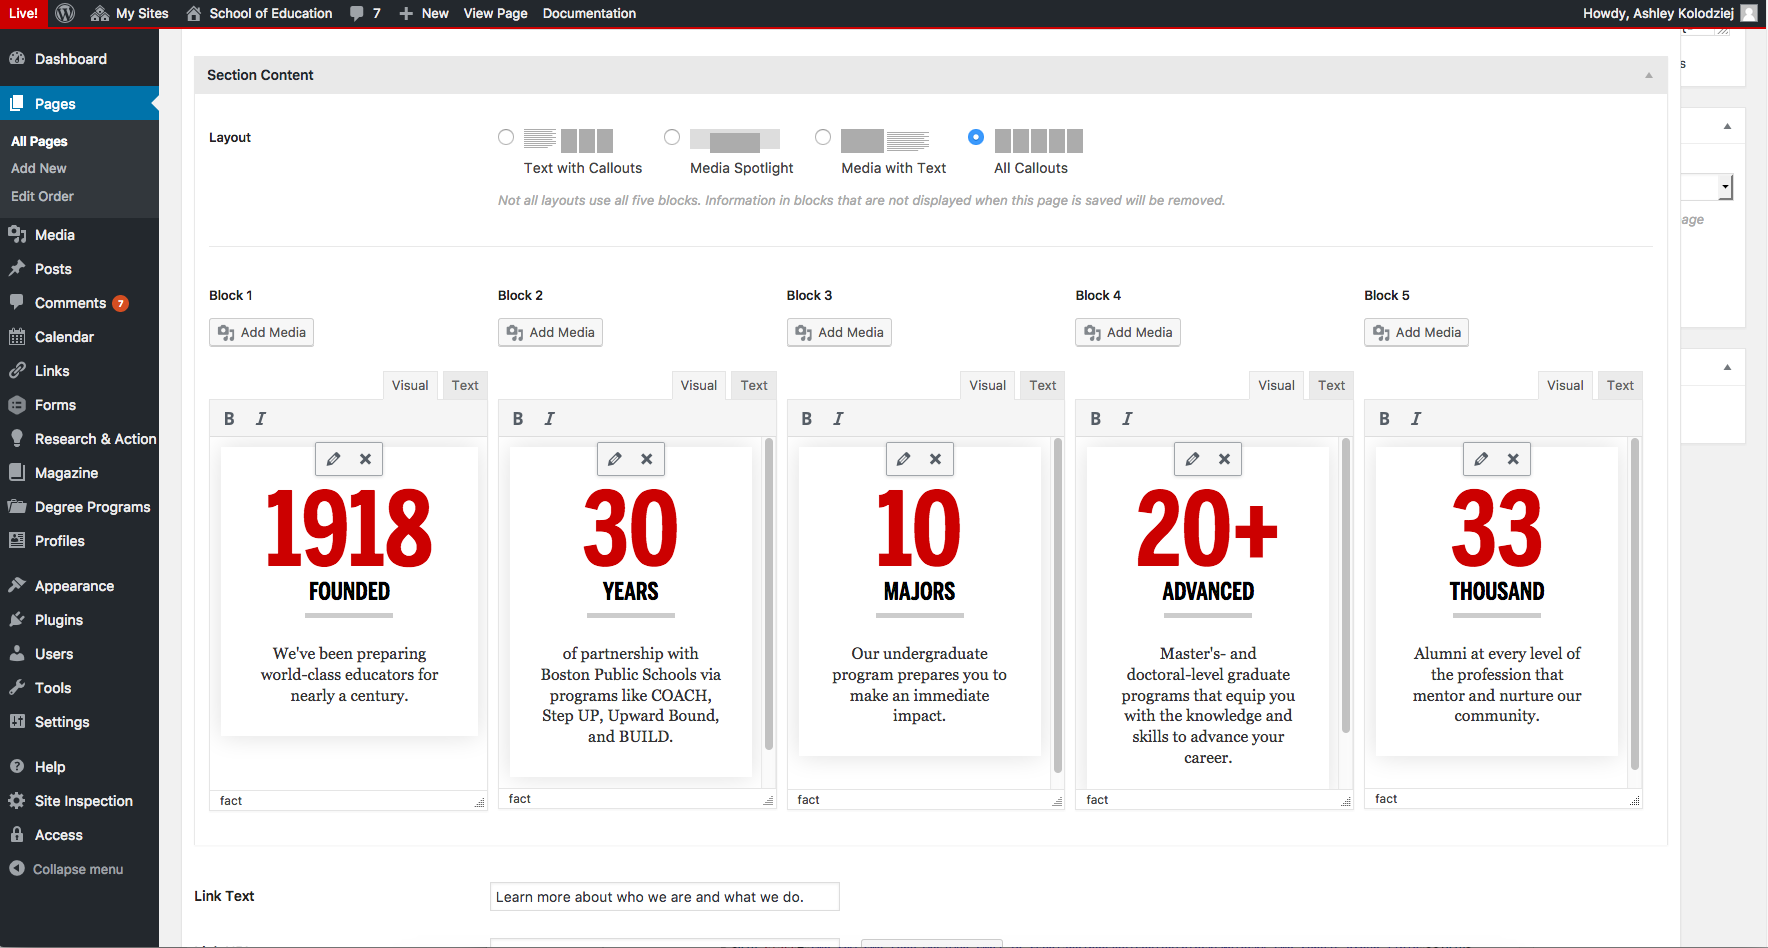 Live! My Sites School of Education 7 New View Page Documentation Howdy, Ashley Kolodziej
Dashboard
Pages
All Pages
Add New
Edit Order
Media
Posts
Comments 7
Calendar
Links
Forms
Research & Action
Magazine
Degree Programs
Profiles
Appearance
Plugins
Users
Tools
Settings
Help
Site Inspection
Access
Collapse menu
Section Content
Layout
Text with Callouts Media Spotlight Media with Text All Callouts
Not all layouts use all five blocks. Information in blocks that are not displayed when this page is saved will be removed.
Block 1
Add Media
Visual Text
B I
1918
FOUNDED
We've been preparing
world-class educators for
nearly a century.
fact
Block 2
Add Media
Visual Text
B I
30
YEARS
of partnership with
Boston Public Schools via
programs like COACH,
Step UP, Upward Bound,
and BUILD.
fact
Block 3
Add Media
Visual Text
B I
10
MAJORS
Our undergraduate
program prepares you to
make an immediate
impact.
fact
Block 4
Add Media
Visual Text
B I
20+
ADVANCED
Master's- and
doctoral-level graduate
programs that equip you
with the knowledge and
skills to advance your
career.
fact
Block 5
Add Media
Visual Text
B I
33
THOUSAND
Alumni at every level of
the profession that
mentor and nurture our
community.
fact
Link Text Learn more about who we are and what we do.
s
age